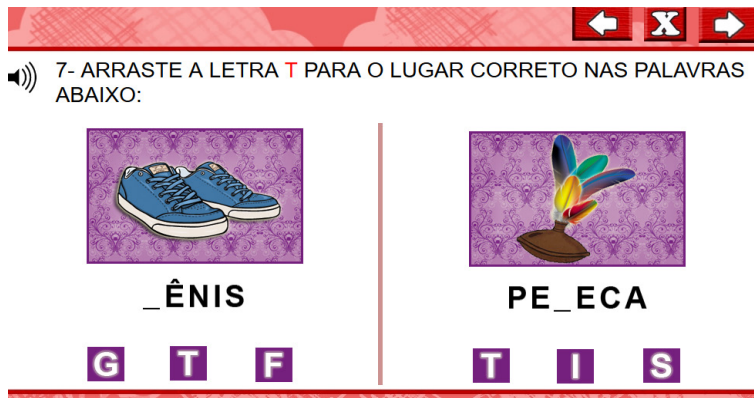 X
7- ARRASTE A LETRA T PARA O LUGAR CORRETO NAS PALAVRAS
ABAIXO:
_ÊNIS
G T F
PE_ECA
T I S